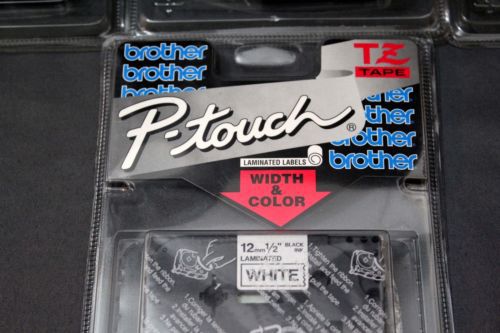 brother
brother
brother
brother
TZ
TAPE
P-touch®
brother
brother
brother
brother
LAMINATED LABELS
WIDTH
&
COLOR
12mm 1/2" BLACK INK
LAMINATED
WHITE